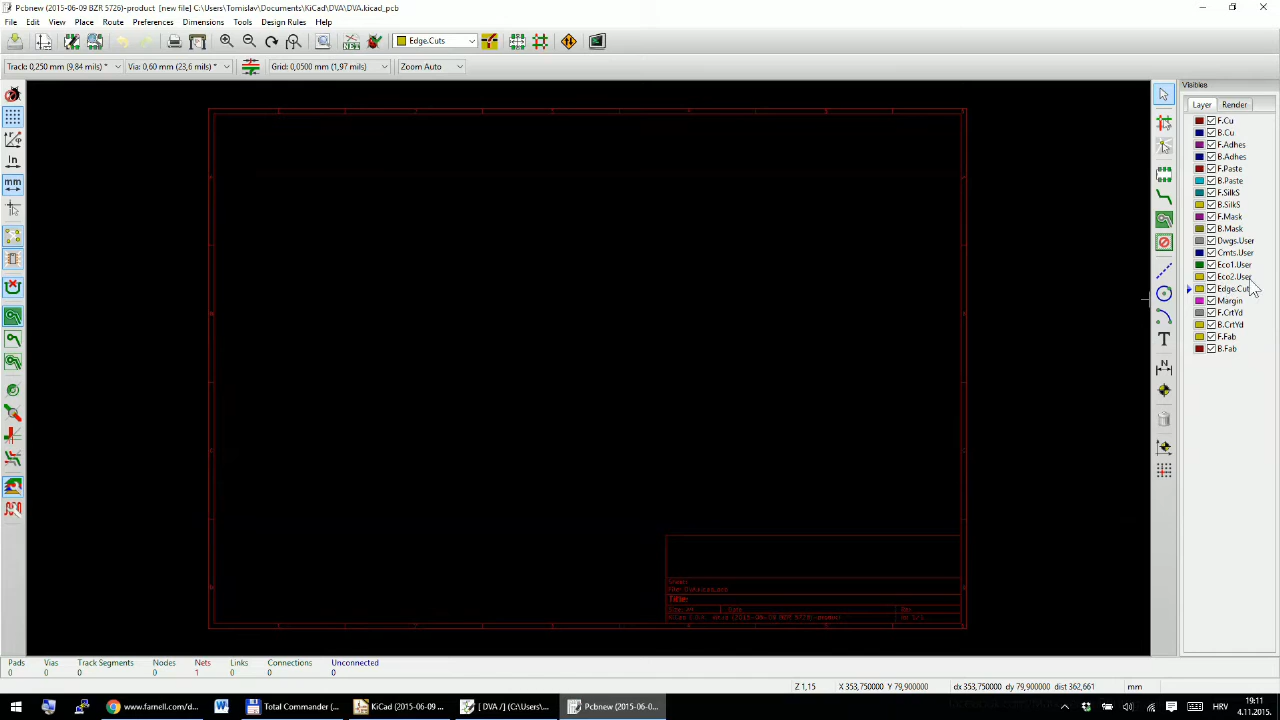 Pcbnew (2015-06-09 BZR 5726)-product  [new file] C:\Users\Tomislav\Documents\KiCad\DVA\DVA.kicad_pcb
File Edit View Place Route Preferences Dimensions Tools Design Rules Help
NEW Edge.Cuts
Track: 0,250 mm (9,84 mils) * Via: 0,60 mm (23,6 mils) * Grid: 0,0500 mm (1,97 mils) Zoom Auto
Visibles
Layer Render
F.Cu
B.Cu
F.Adhes
B.Adhes
F.Paste
B.Paste
F.SilkS
B.SilkS
F.Mask
B.Mask
Dwgs.User
Cmts.User
Eco1.User
Eco2.User
Edge.Cut
Margin
F.CrtYd
B.CrtYd
F.Fab
B.Fab
In
mm
T
N
Title:
Pads Vias Track Segments Nodes Nets Links Connections Unconnected
0 0 0 0 1 0 0 0
Z 1,15 X 353,750000 Y 79,900000 dx 353,750000 dy 79,900000 dist 362,661 mm
www.farnell.com/d... Total Commander (... KiCad (2015-06-09 ... [ DVA /] (C:\Users\... Pcbnew (2015-06-0... HRV 19:11
4.11.2015.